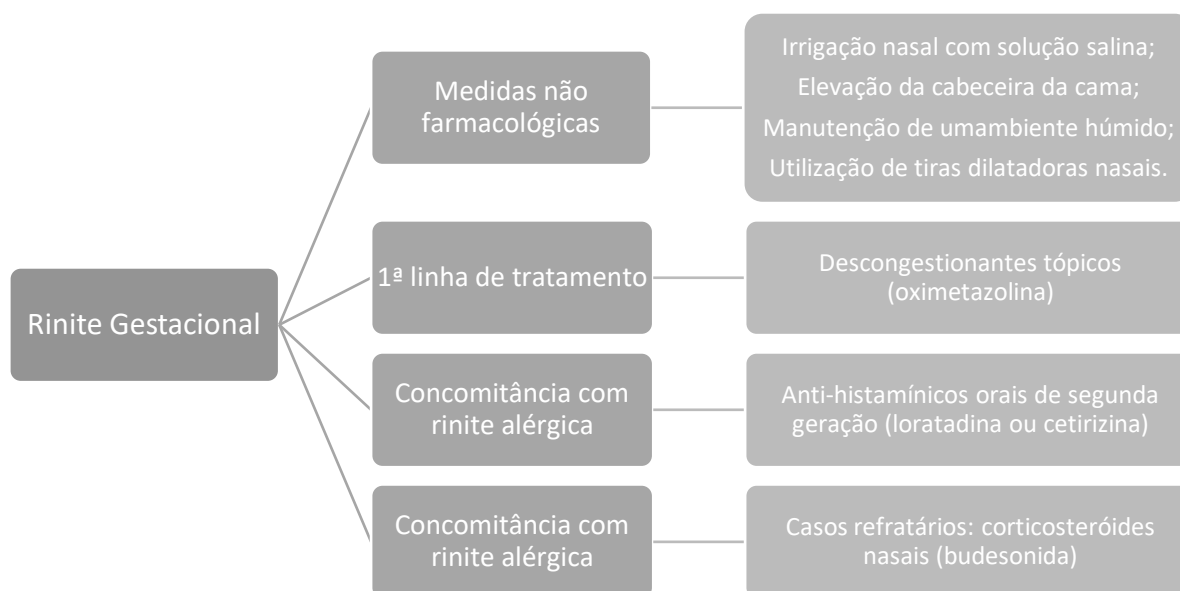 Rinite Gestacional
Medidas não
farmacológicas
Irrigação nasal com solução salina;
Elevação da cabeceira da cama;
Manutenção de umambiente húmido;
Utilização de tiras dilatadoras nasais.
1ª linha de tratamento
Descongestionantes tópicos
(oximetazolina)
Concomitância com
rinite alérgica
Anti-histamínicos orais de segunda
geração (loratadina ou cetirizina)
Concomitância com
rinite alérgica
Casos refratários: corticosteróides
nasais (budesonida)